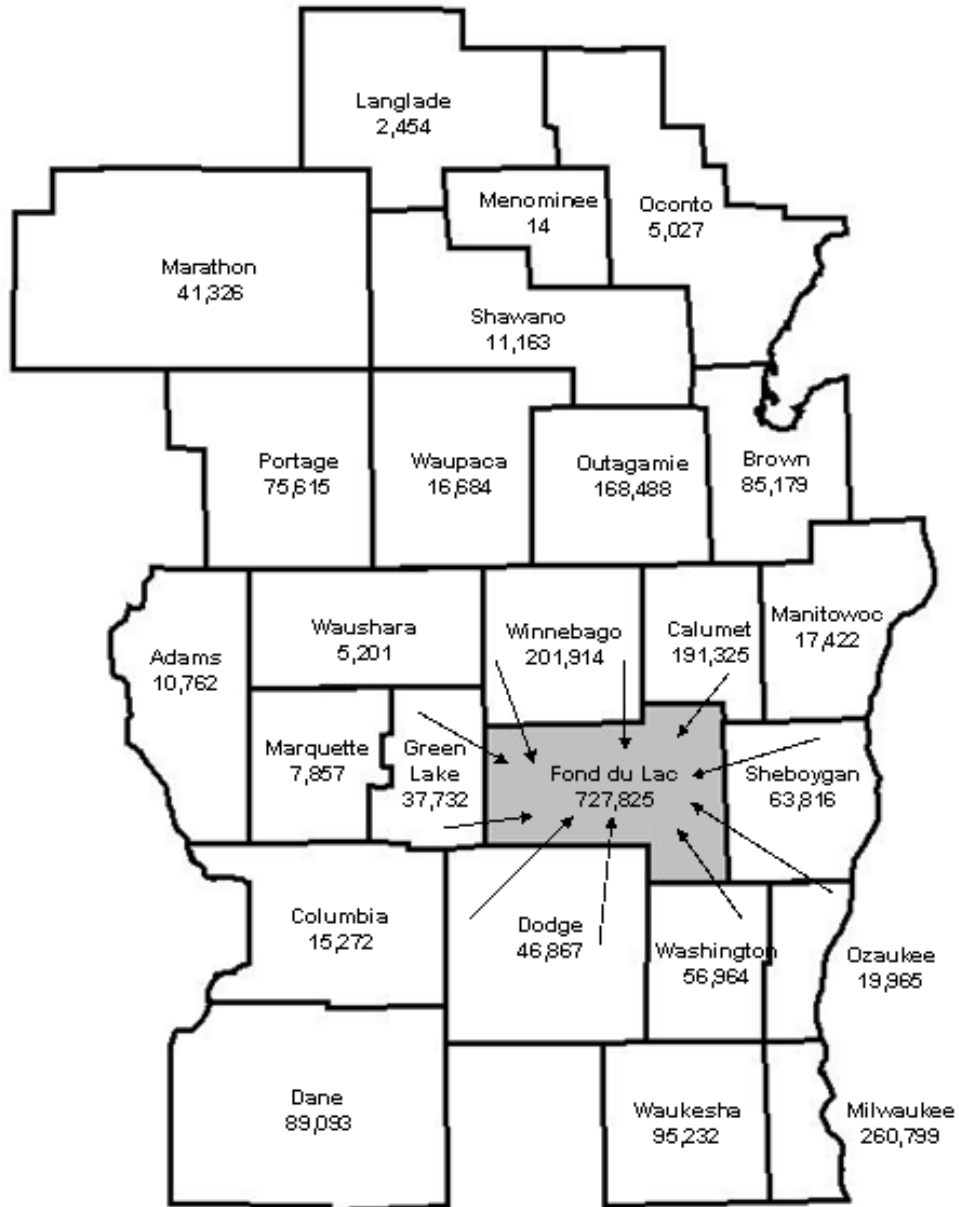 Langlade
2,454
Menominee
14
Oconto
5,027
Marathon
41,326
Shawano
11,163
Portage
75,615
Waupaca
16,684
Outagamie
168,488
Brown
85,179
Adams
10,762
Waushara
5,201
Winnebago
201,914
Calumet
191,325
Manitowoc
17,422
Marquette
7,857
Green
Lake
37,732
Fond du Lac
727,825
Sheboygan
63,816
Columbia
15,272
Dodge
46,867
Washington
56,964
Ozaukee
19,965
Dane
89,093
Waukesha
95,232
Milwaukee
260,799